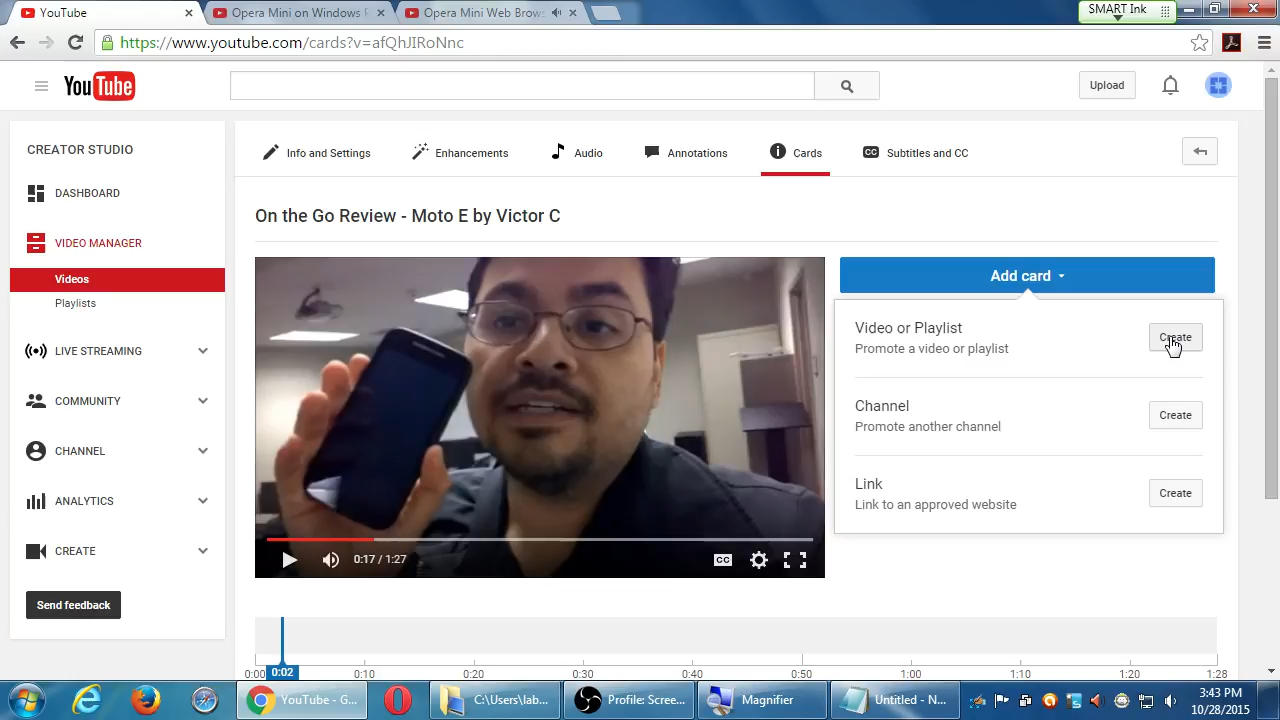 YouTube
Opera Mini on Windows P
Opera Mini Web Brows
SMART Ink
https://www.youtube.com/cards?v=afQhJIRoNnc
YouTube
Upload
CREATOR STUDIO
DASHBOARD
VIDEO MANAGER
Videos
Playlists
LIVE STREAMING
COMMUNITY
CHANNEL
ANALYTICS
CREATE
Send feedback
Info and Settings
Enhancements
Audio
Annotations
Cards
CC Subtitles and CC
On the Go Review - Moto E by Victor C
Add card
Video or Playlist
Promote a video or playlist
Create
Channel
Promote another channel
Create
Link
Link to an approved website
Create
0:17 / 1:27
CC
0:00 0:02 0:10 0:20 0:30 0:40 0:50 1:00 1:10 1:20 1:28
YouTube - G...
C:\Users\lab...
Profile: Scree...
Magnifier
Untitled - N...
3:43 PM
10/28/2015